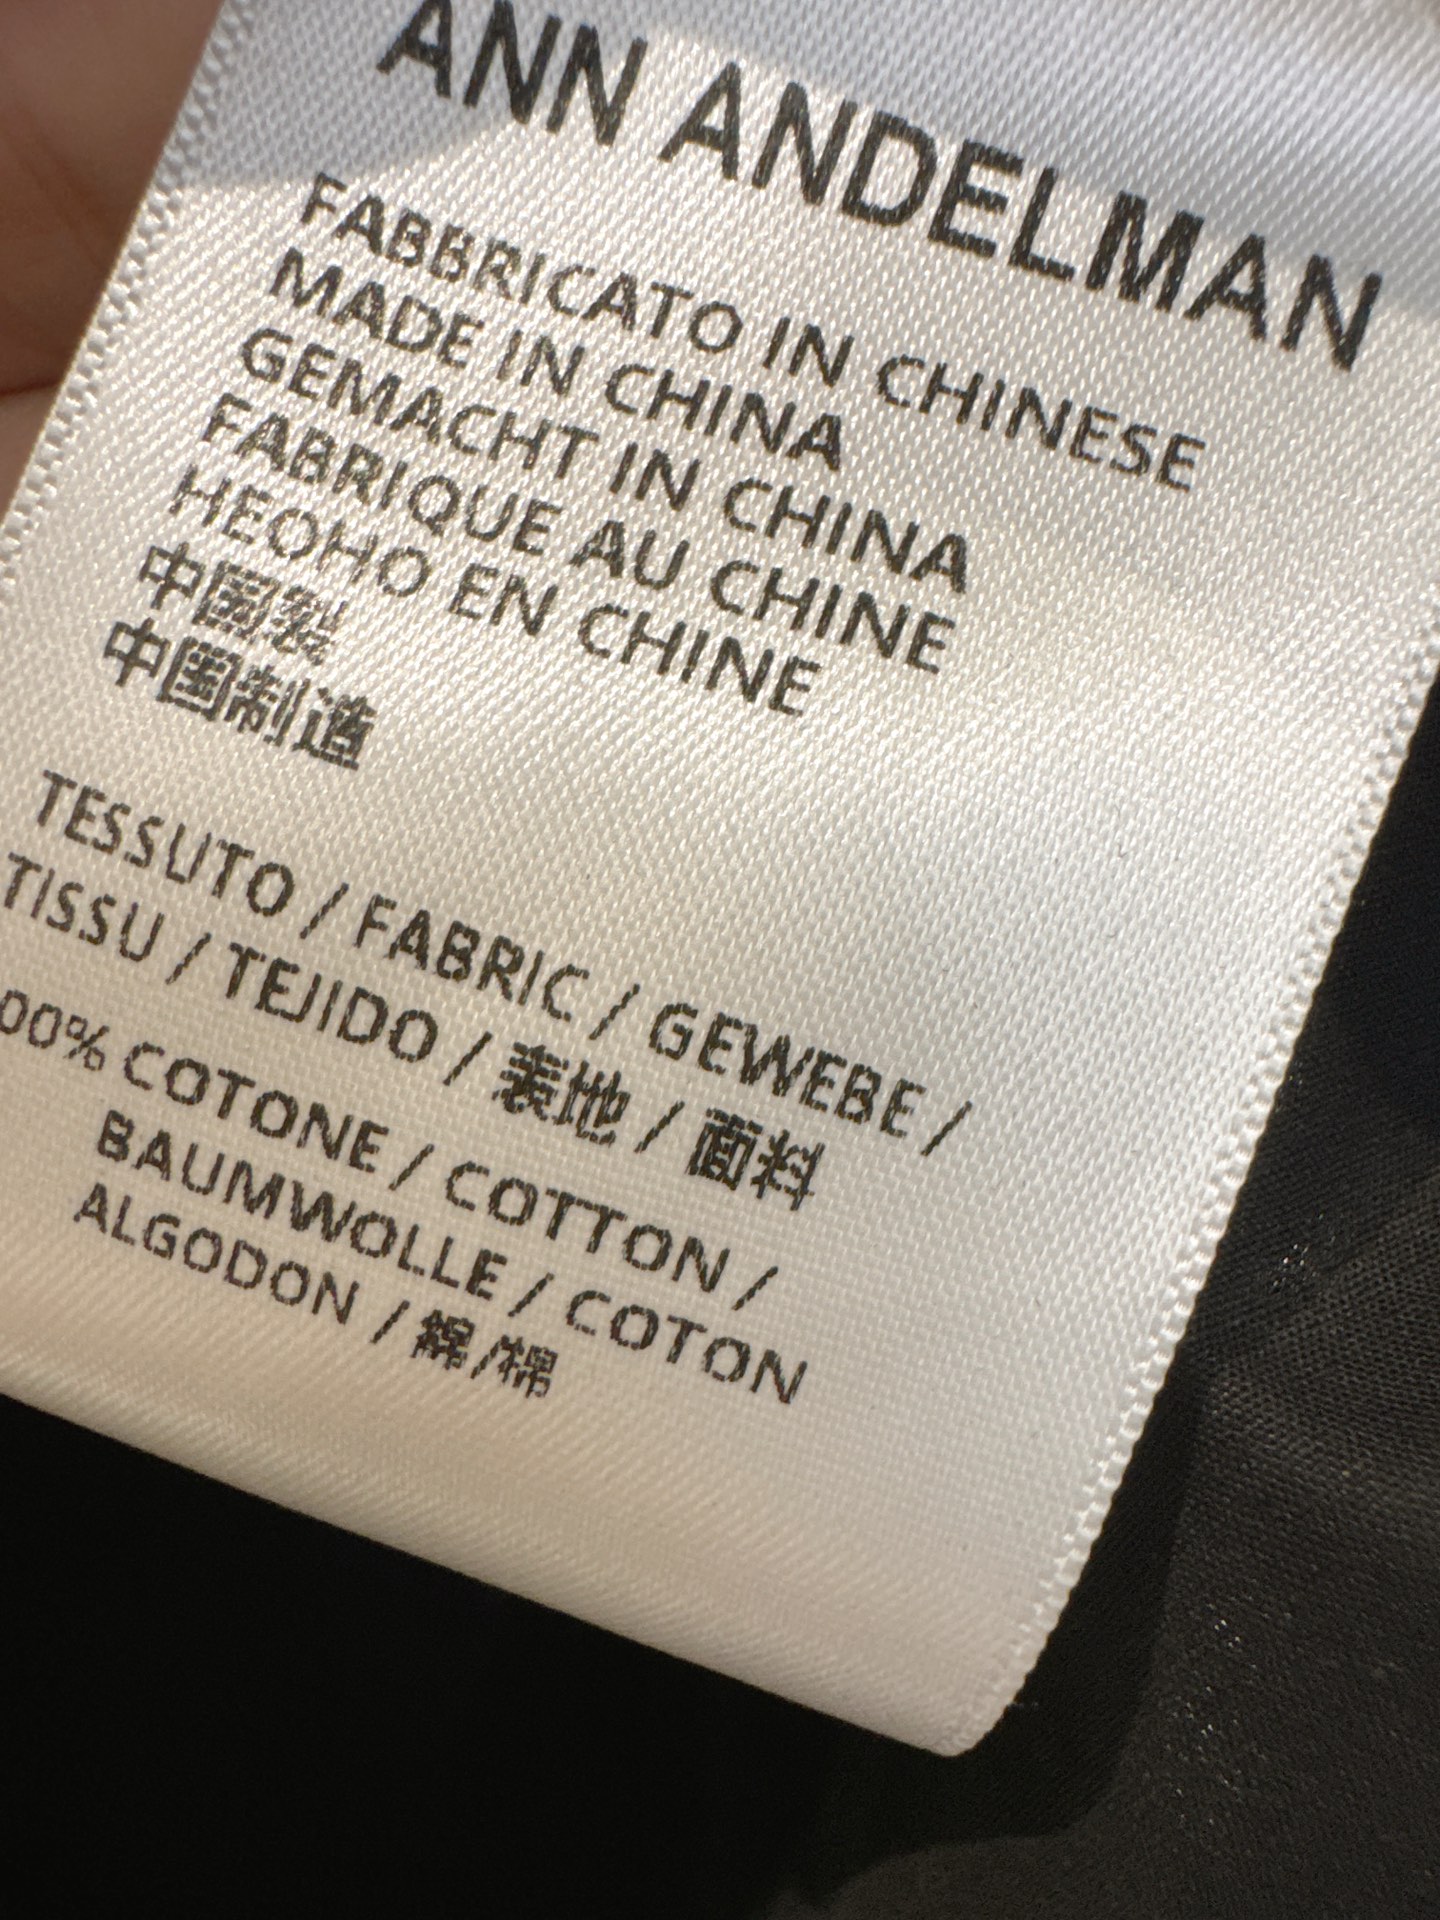 ANN ANDELMAN
FABBRICATO IN CHINESE
MADE IN CHINA
GEMACHT IN CHINA
FABRIQUE AU CHINE
HEOHO EN CHINE
中国製
中国制造
TESSUTO / FABRIC / GEWEBE /
TISSU / TEJIDO / 表地 / 面料
00% COTONE / COTTON /
BAUMWOLLE / COTON
ALGODON / 綿/棉